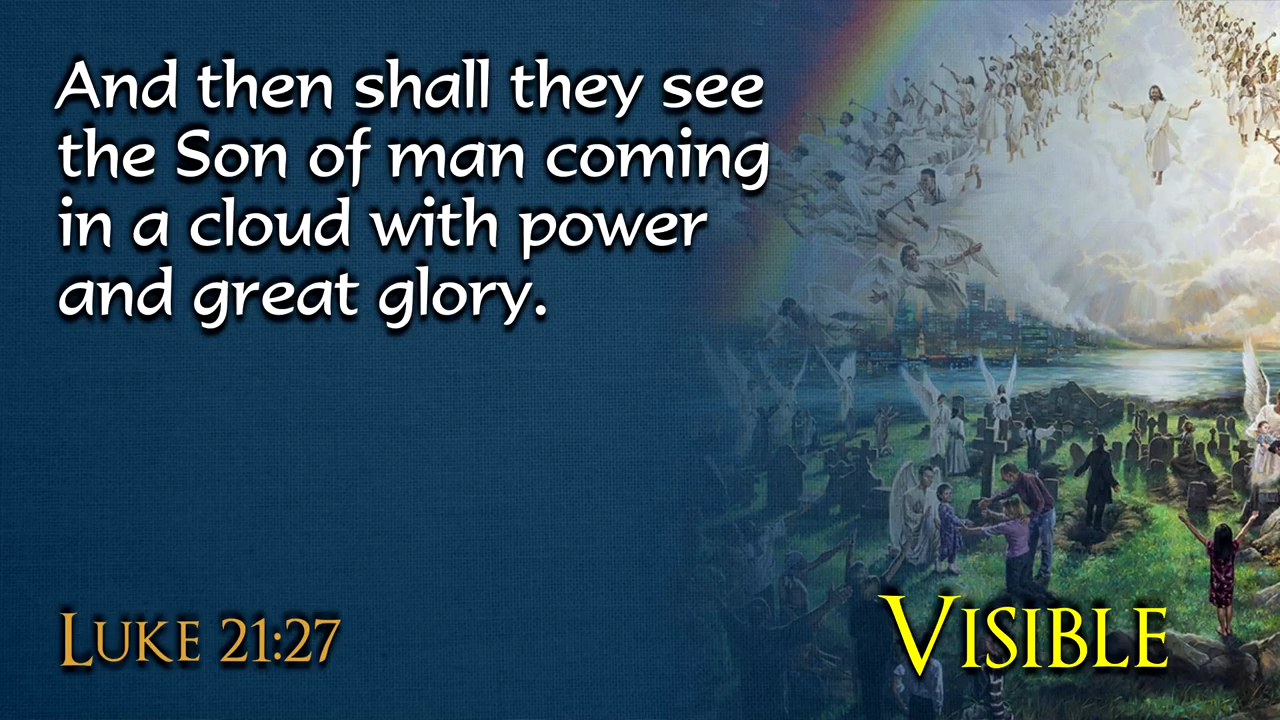 And then shall they see
the Son of man coming
in a cloud with power
and great glory.
Luke 21:27
Visible